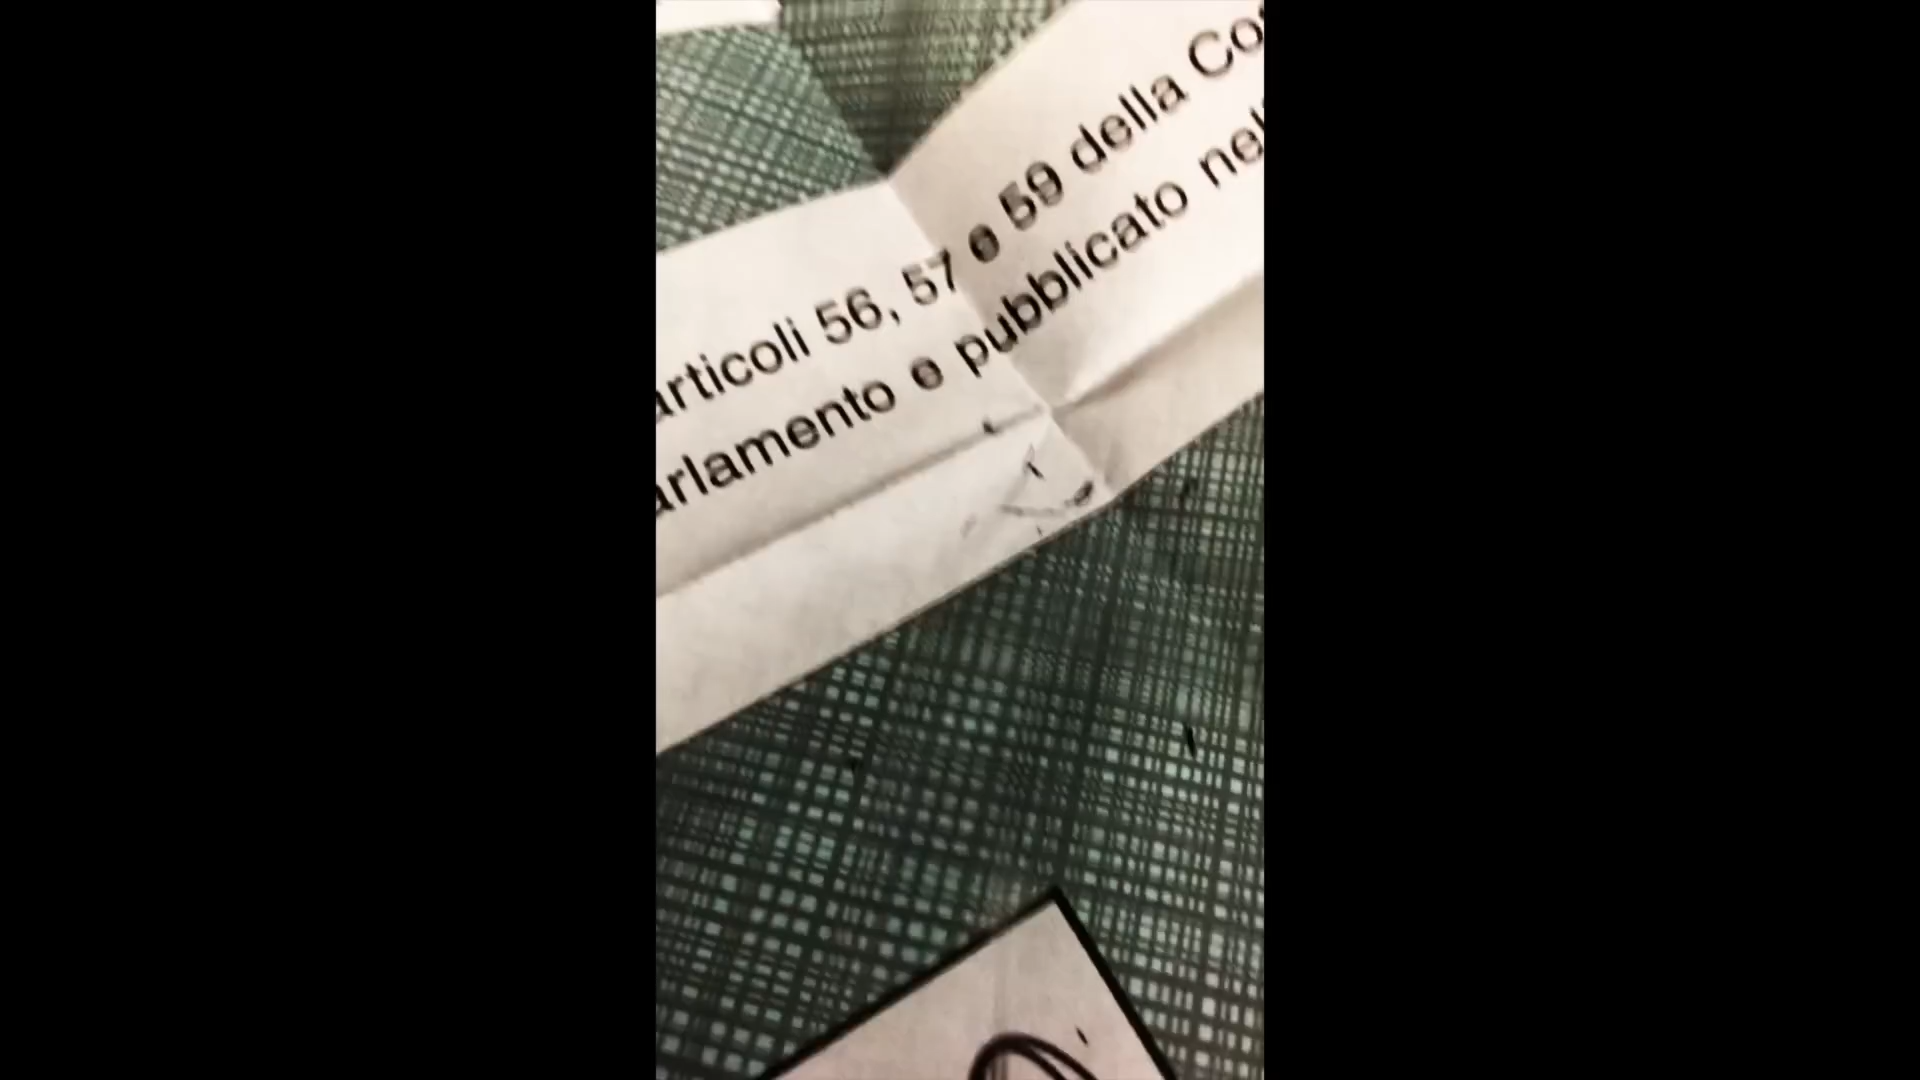 articoli 56, 57 e 59 della Co
arlamento e pubblicato nel